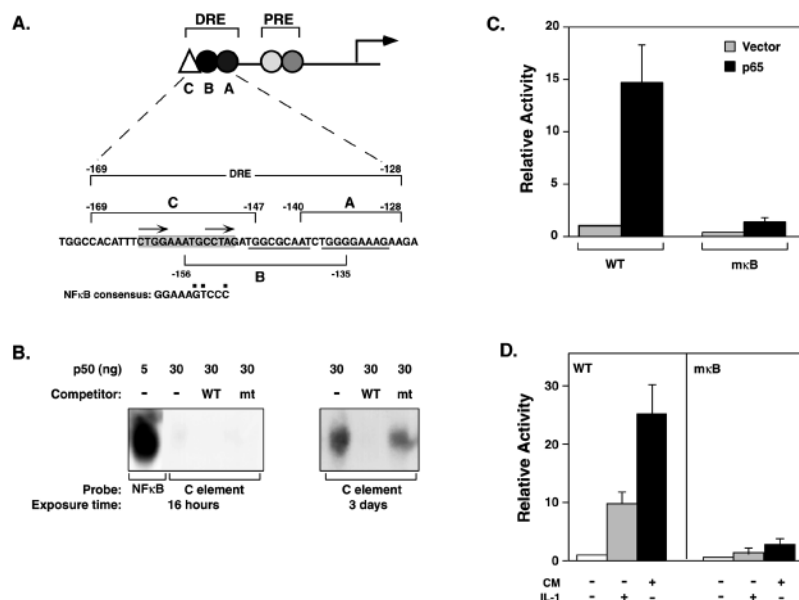 A.
DRE PRE
C B A
-169 -128
DRE
-169 C -147 -140 A -128
TGGCCACATTTCTGGAAATGCCTAGATGGCGCAATCTGGGGAAAGAAGA
-156 B -135
NFκB consensus: GGAAAGTCCC
B.
p50 (ng) 5 30 30 30 30 30 30
Competitor: - - WT mt - WT mt
Probe: NFκB C element C element
Exposure time: 16 hours 3 days
C.
Relative Activity
20
15
10
5
0
Vector
p65
WT mκB
D.
WT mκB
Relative Activity
30
20
10
0
CM - - + - - +
IL-1 - + - - + -